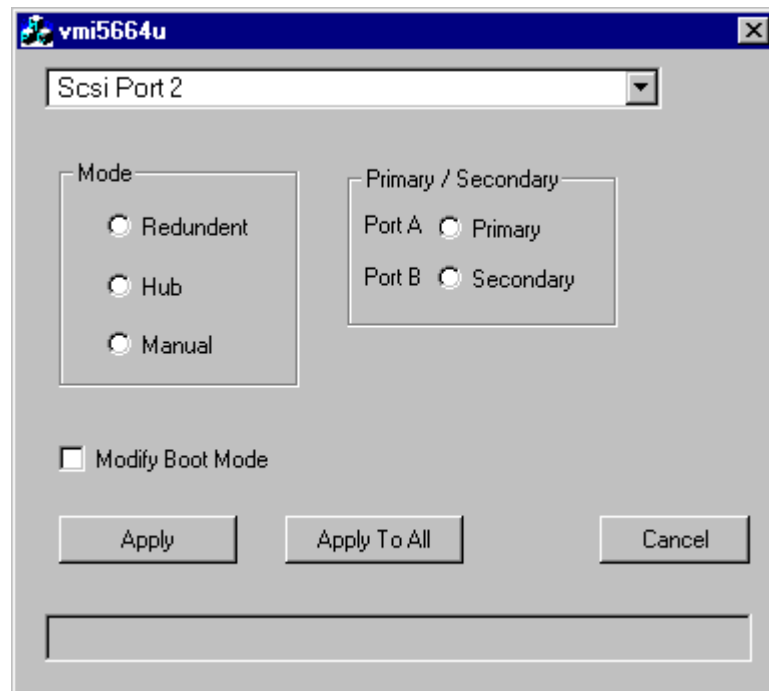 vmi5664u
Scsi Port 2
Mode
Redundent
Hub
Manual
Primary / Secondary
Port A Primary
Port B Secondary
Modify Boot Mode
Apply Apply To All Cancel